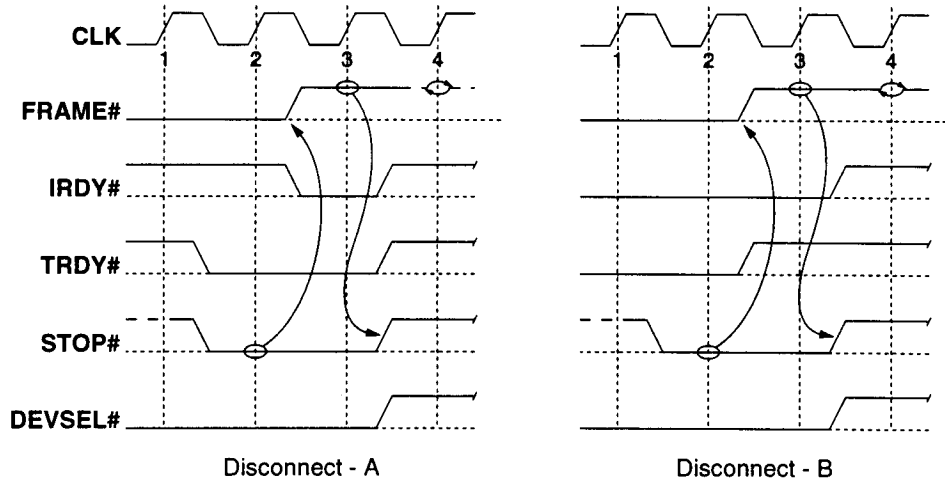 CLK
1 2 3 4
1 2 3 4
FRAME#
IRDY#
TRDY#
STOP#
DEVSEL#
Disconnect - A
Disconnect - B